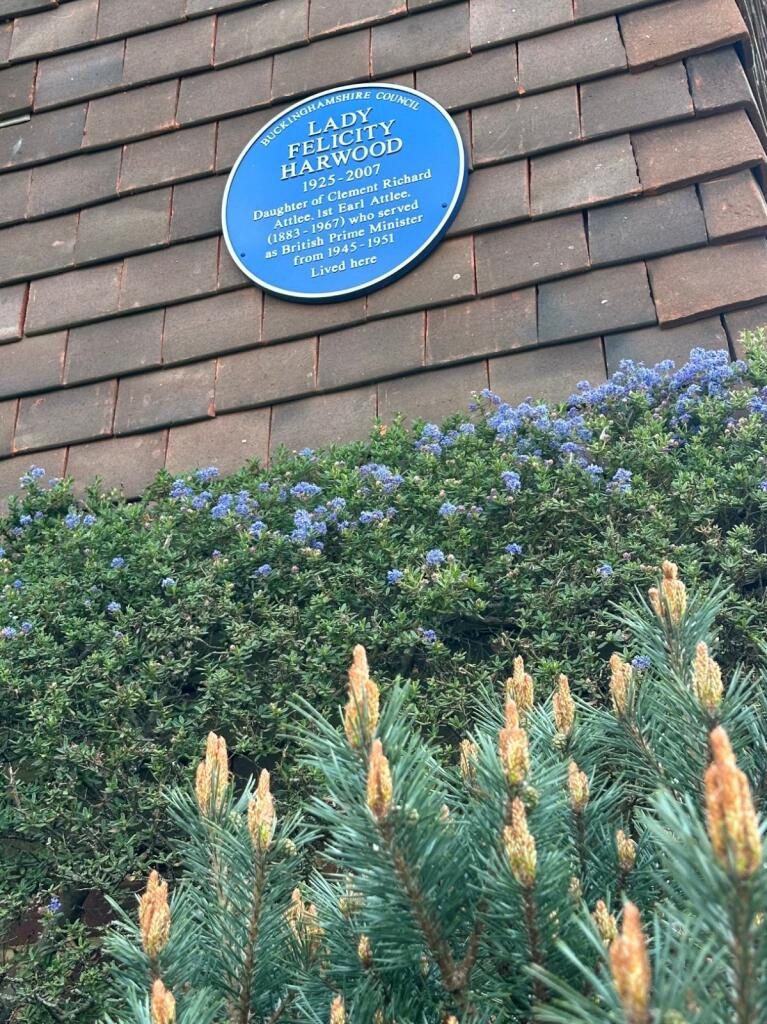 BUCKINGHAMSHIRE COUNCIL
LADY
FELICITY
HARWOOD
1925-2007
Daughter of Clement Richard
Attlee, 1st Earl Attlee,
(1883-1967) who served
as British Prime Minister
from 1945-1951
Lived here